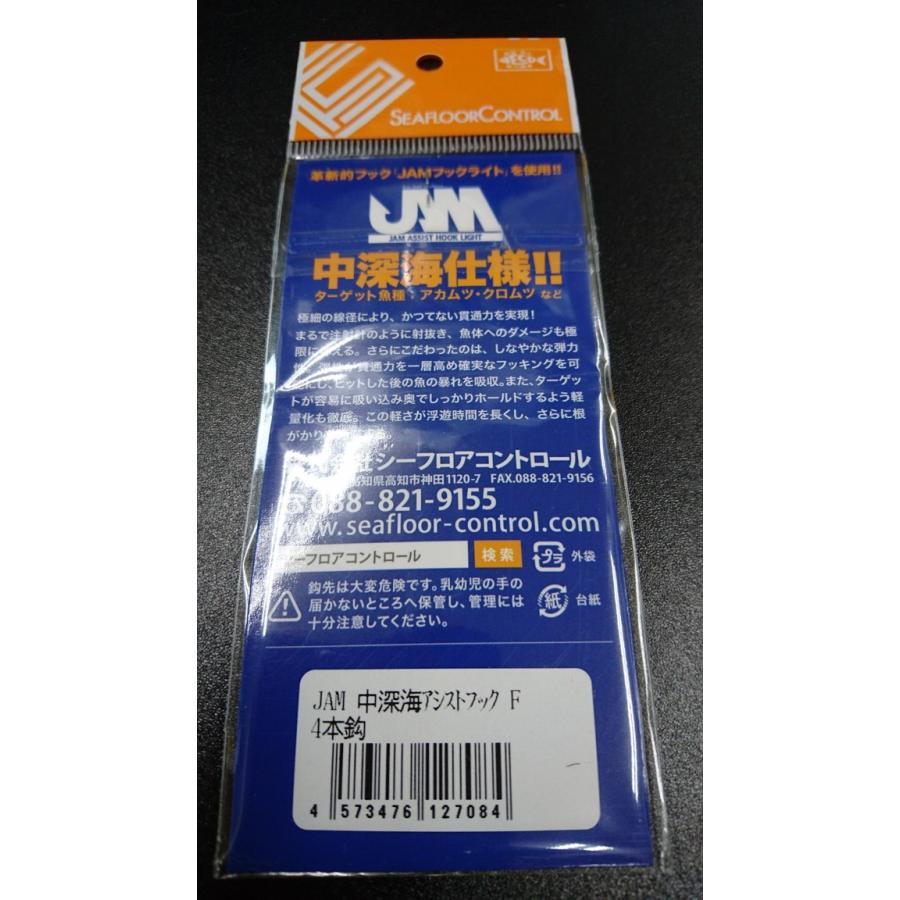 SEAFLOORCONTROL
革新的フック「JAMフックライト」を使用!!
JAM
JAM ASSIST HOOK LIGHT
中深海仕様!!
ターゲット魚種：アカムツ・クロムツ など
極細の線径により、かつてない貫通力を実現！
まるで注射針のように射抜き、魚体へのダメージも極
限に える。さらにこだわったのは、しなやかな弾力
性が貫通力を一層高め確実なフッキングを可
にし、ヒットした後の魚の暴れを吸収。また、ターゲッ
トが容易に吸い込み奥でしっかりホールドするよう軽
量化も徹底。この軽さが浮遊時間を長くし、さらに根
がかり
シーフロアコントロール
高知県高知市神田1120-7 FAX.088-821-9156
088-821-9155
www.seafloor-control.com
シーフロアコントロール 検索
プラ 外袋
鈎先は大変危険です。乳幼児の手の
届かないところへ保管し、管理には
十分注意してください。
紙 台紙
JAM 中深海アシストフック F
4本鈎
4 573476 127084